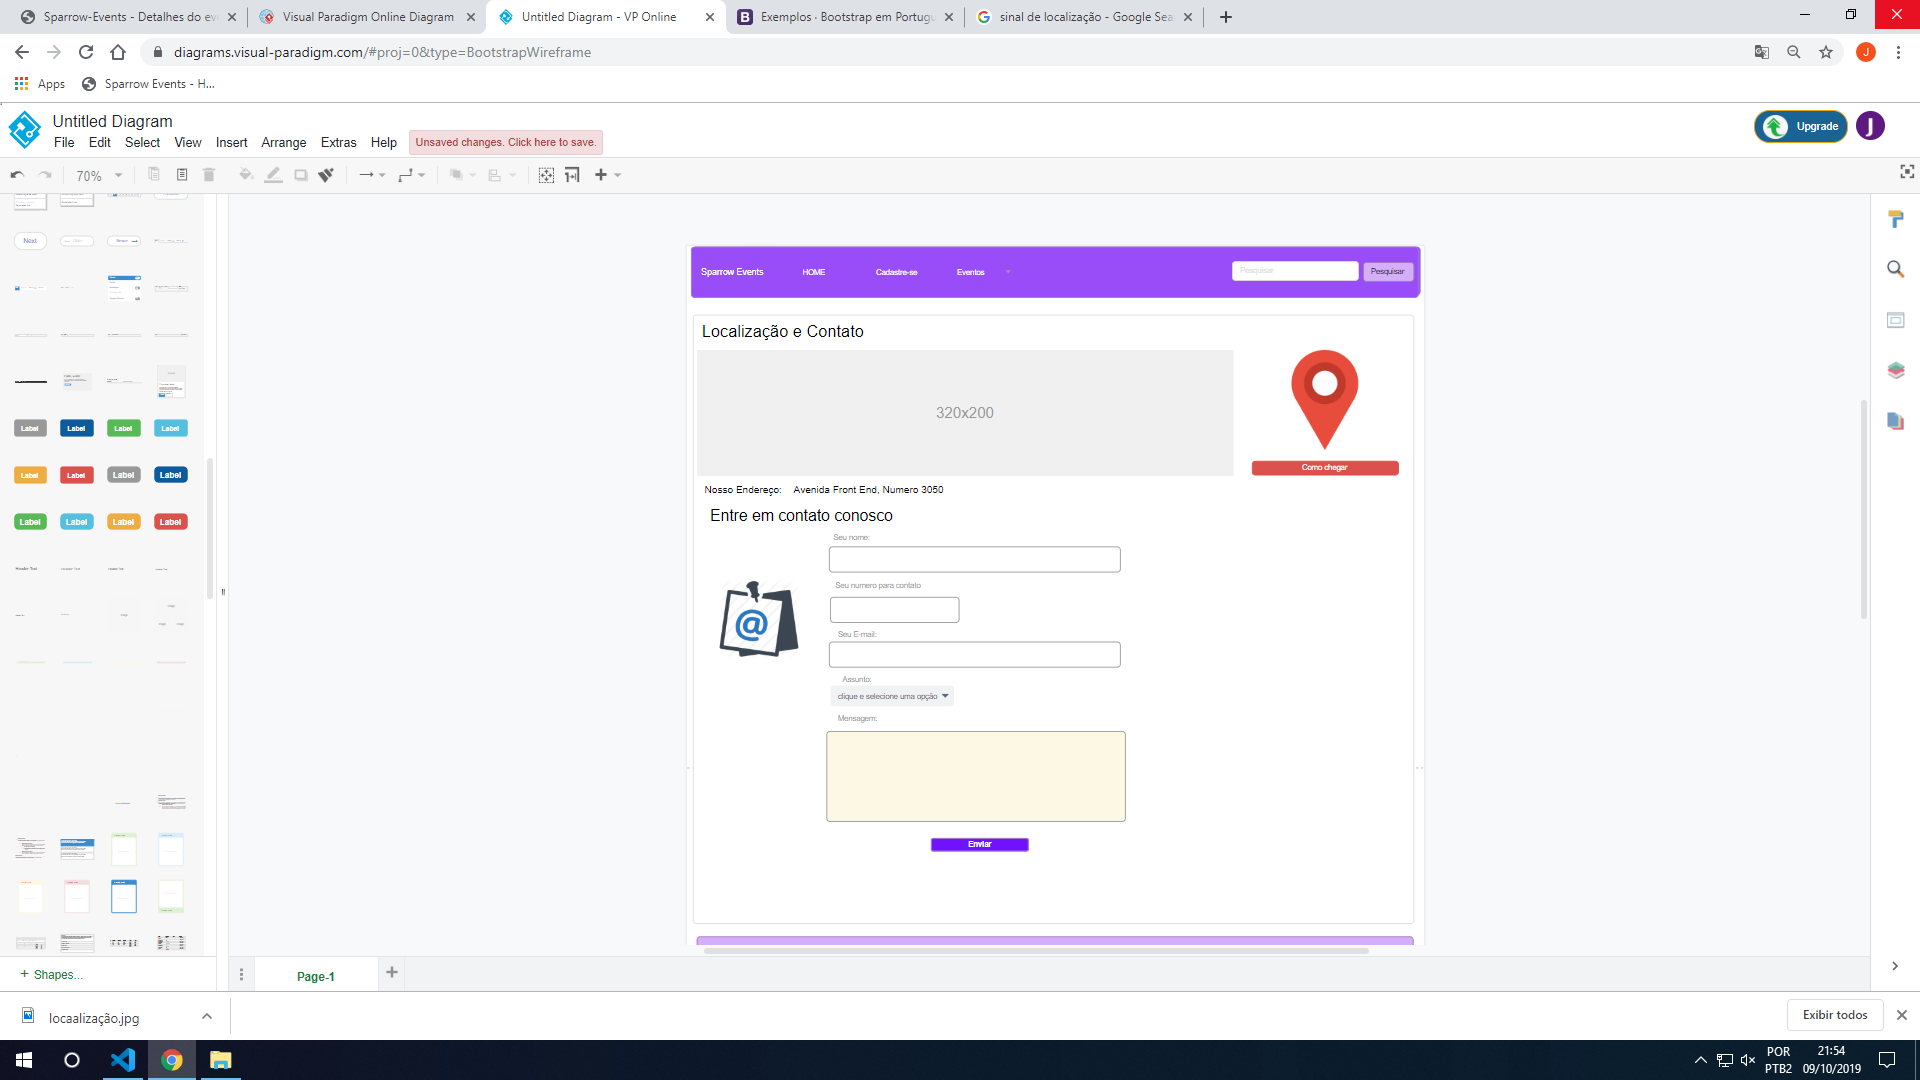 Sparrow-Events - Detalhes do ev
Visual Paradigm Online Diagram
Untitled Diagram - VP Online
Exemplos · Bootstrap em Portugu
sinal de localização - Google Sea
diagrams.visual-paradigm.com/#proj=0&type=BootstrapWireframe
J
Apps
Sparrow Events - H...
Untitled Diagram
Upgrade
J
File Edit Select View Insert Arrange Extras Help
Unsaved changes. Click here to save.
70%
Next
Label Label Label Label
Label Label Label Label
Label Label Label Label
Header Text
Sparrow Events HOME Cadastre-se Eventos
Pesquisar
Pesquisar
Localização e Contato
320x200
Como chegar
Nosso Endereço: Avenida Front End, Numero 3050
Entre em contato conosco
Seu nome:
Seu numero para contato
@
Seu E-mail:
Assunto:
clique e selecione uma opção
Mensagem:
Enviar
+ Shapes...
Page-1
locaalização.jpg
Exibir todos
POR
PTB2
21:54
09/10/2019